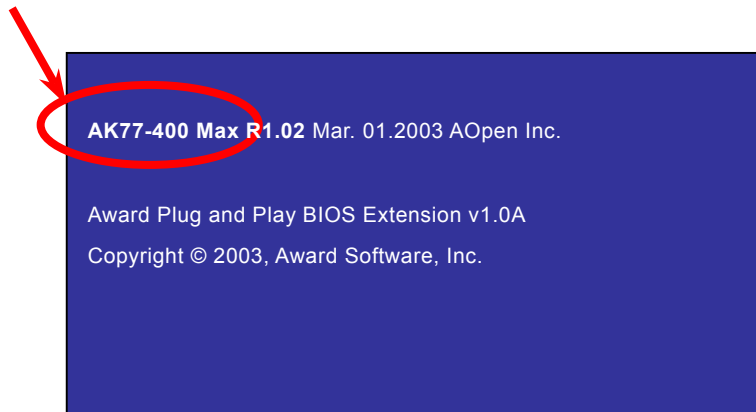 AK77-400 Max R1.02 Mar. 01.2003 AOpen Inc.
Award Plug and Play BIOS Extension v1.0A
Copyright © 2003, Award Software, Inc.